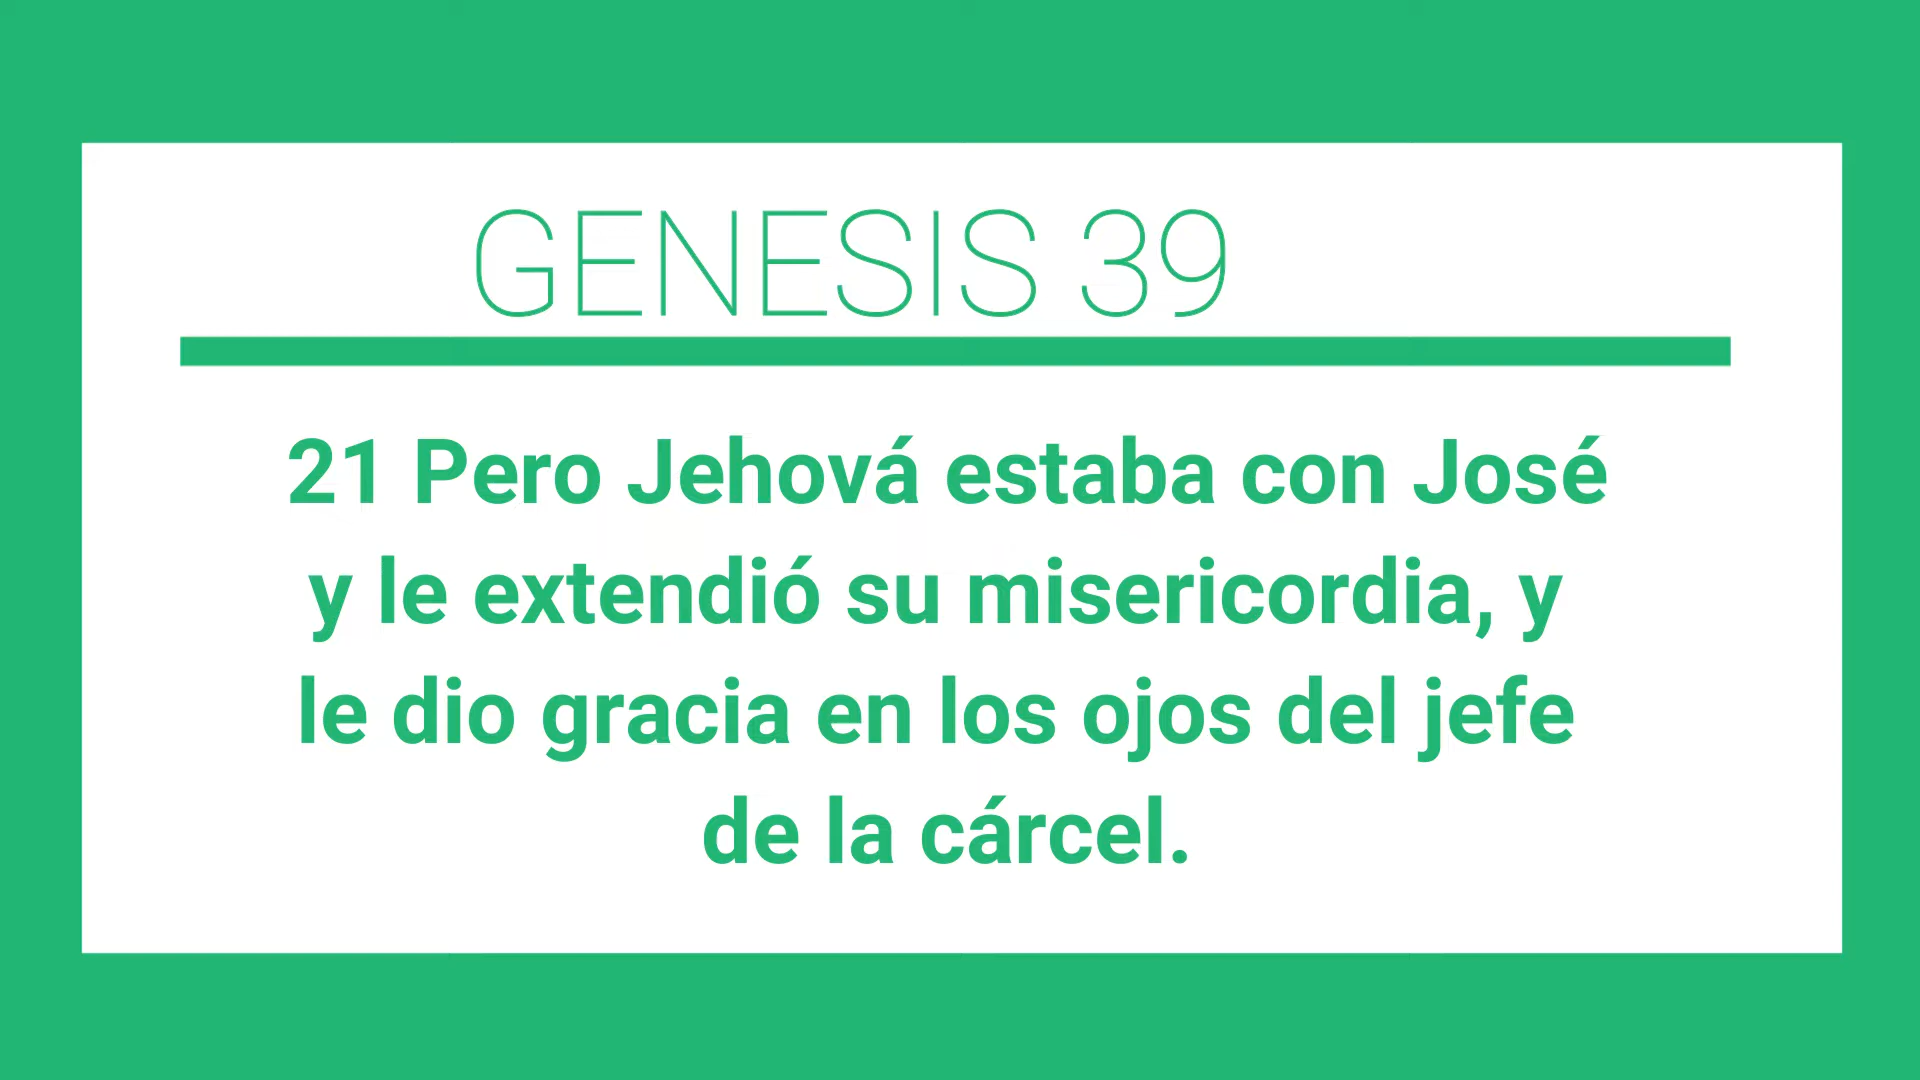 GENESIS 39
21 Pero Jehová estaba con José
y le extendió su misericordia, y
le dio gracia en los ojos del jefe
de la cárcel.